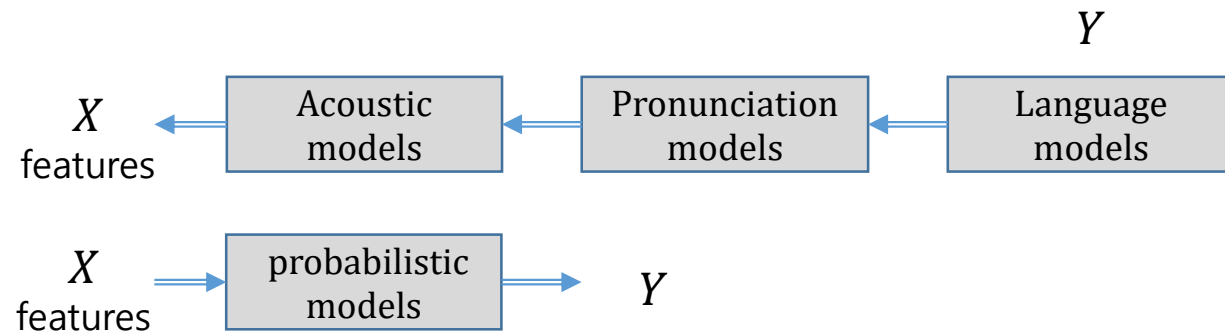 Y
X
features
Acoustic
models
Pronunciation
models
Language
models
X
features
probabilistic
models
Y